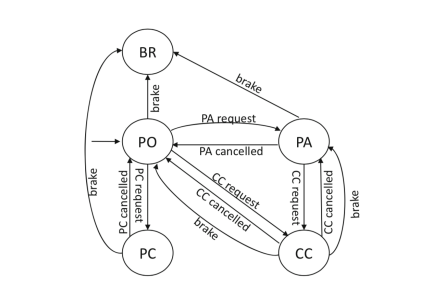 BR
brake
brake
PA request
PO
PA
PA cancelled
brake
PC cancelled
PC request
CC request
CC cancelled
brake
CC request
CC cancelled
brake
PC
CC